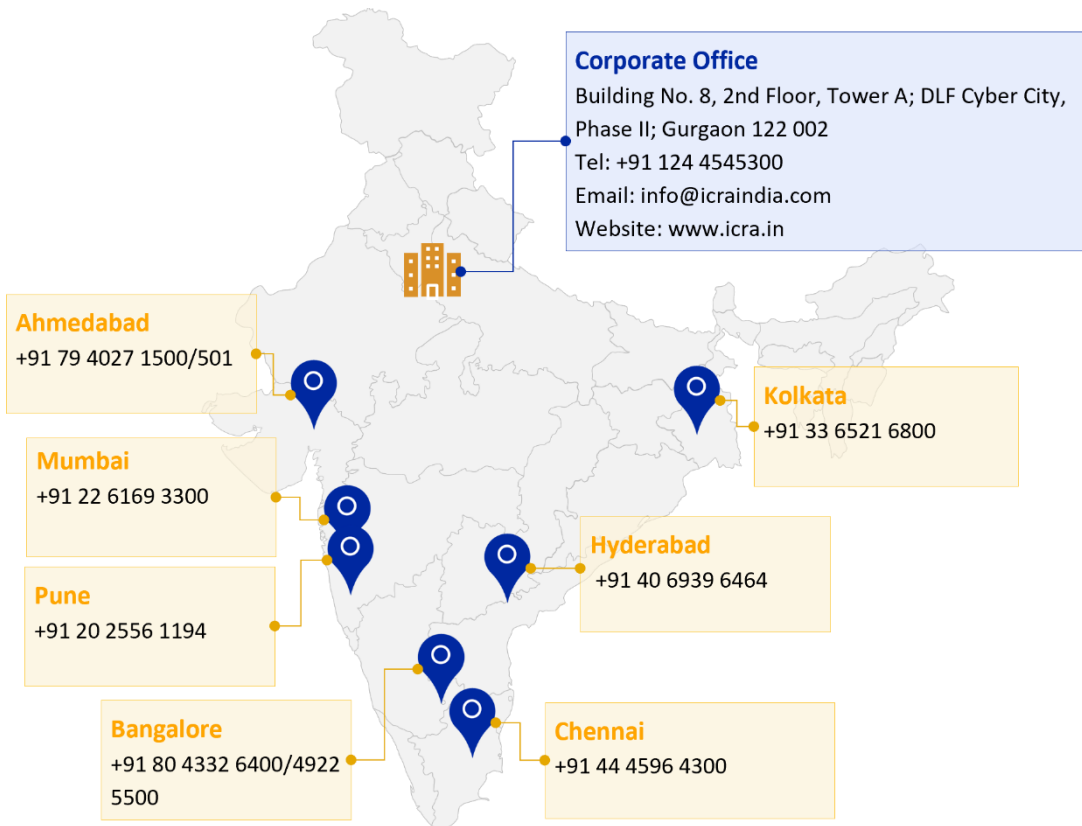 Corporate Office
Building No. 8, 2nd Floor, Tower A; DLF Cyber City,
Phase II; Gurgaon 122 002
Tel: +91 124 4545300
Email: info@icraindia.com
Website: www.icra.in
Ahmedabad
+91 79 4027 1500/501
Kolkata
+91 33 6521 6800
Mumbai
+91 22 6169 3300
Hyderabad
+91 40 6939 6464
Pune
+91 20 2556 1194
Bangalore
+91 80 4332 6400/4922
5500
Chennai
+91 44 4596 4300